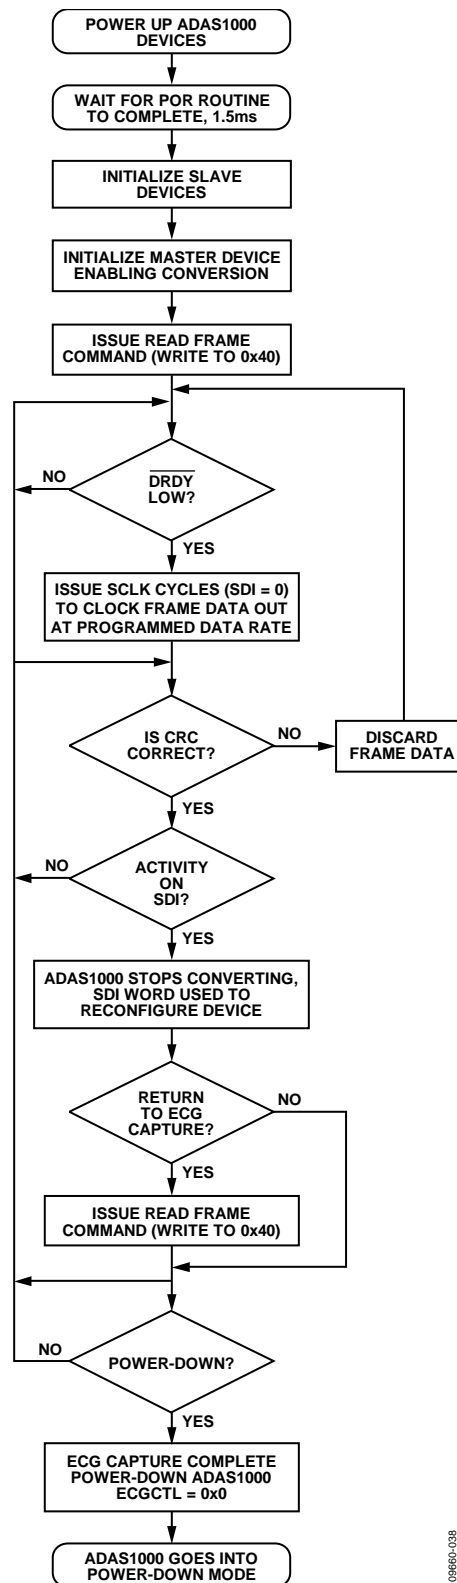 POWER UP ADAS1000
DEVICES
WAIT FOR POR ROUTINE
TO COMPLETE, 1.5ms
INITIALIZE SLAVE
DEVICES
INITIALIZE MASTER DEVICE
ENABLING CONVERSION
ISSUE READ FRAME
COMMAND (WRITE TO 0x40)
NO
DRDY
LOW?
YES
ISSUE SCLK CYCLES (SDI = 0)
TO CLOCK FRAME DATA OUT
AT PROGRAMMED DATA RATE
IS CRC
CORRECT?
NO
DISCARD
FRAME DATA
YES
NO
ACTIVITY
ON
SDI?
YES
ADAS1000 STOPS CONVERTING,
SDI WORD USED TO
RECONFIGURE DEVICE
RETURN
TO ECG
CAPTURE?
NO
YES
ISSUE READ FRAME
COMMAND (WRITE TO 0x40)
NO
POWER-DOWN?
YES
ECG CAPTURE COMPLETE
POWER-DOWN ADAS1000
ECGCTL = 0x0
ADAS1000 GOES INTO
POWER-DOWN MODE
09660-038